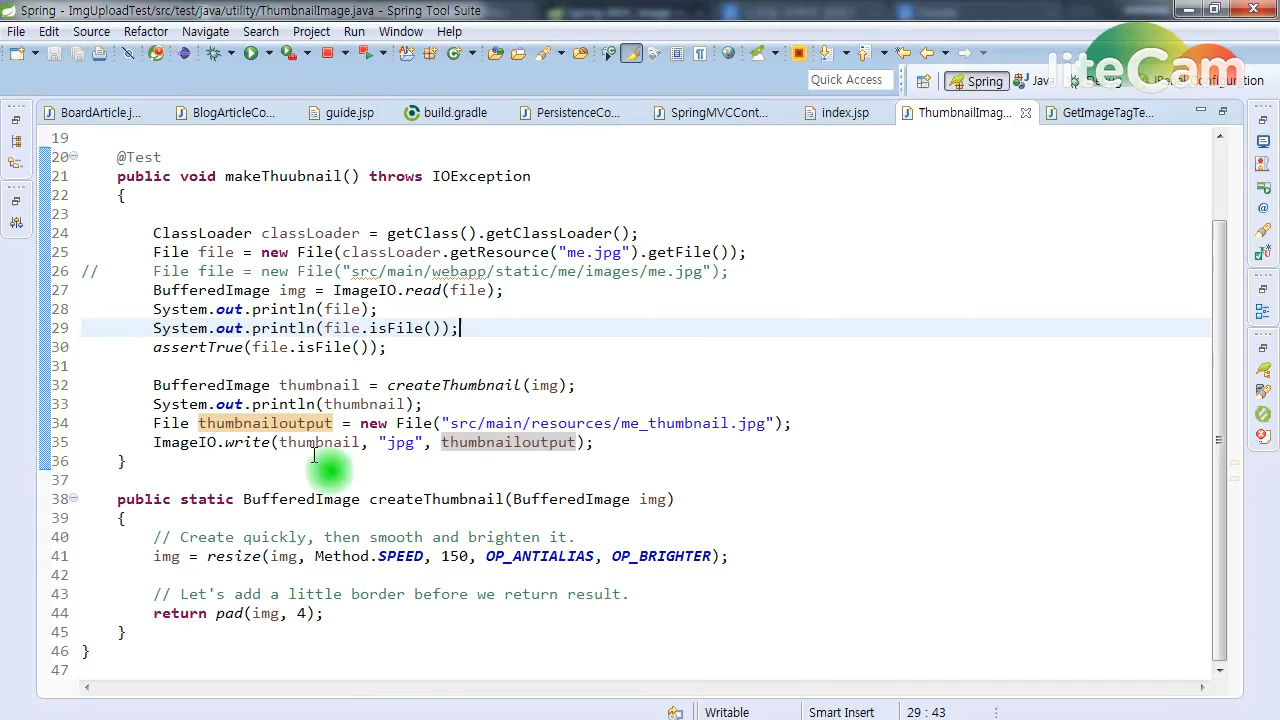 Spring - ImgUploadTest/src/test/java/utility/ThumbnailImage.java - Spring Tool Suite
File Edit Source Refactor Navigate Search Project Run Window Help
liteCam
Quick Access Spring Java Configuration
BoardArticle.j... BlogArticleCo... guide.jsp build.gradle PersistenceCo... SpringMVCCont... index.jsp ThumbnailImag... GetImageTagTe...
19
20 @Test
21 public void makeThuubnail() throws IOException
22 {
23
24 ClassLoader classLoader = getClass().getClassLoader();
25 File file = new File(classLoader.getResource("me.jpg").getFile());
26 // File file = new File("src/main/webapp/static/me/images/me.jpg");
27 BufferedImage img = ImageIO.read(file);
28 System.out.println(file);
29 System.out.println(file.isFile());
30 assertTrue(file.isFile());
31
32 BufferedImage thumbnail = createThumbnail(img);
33 System.out.println(thumbnail);
34 File thumbnailoutput = new File("src/main/resources/me_thumbnail.jpg");
35 ImageIO.write(thumbnail, "jpg", thumbnailoutput);
36 }
37
38 public static BufferedImage createThumbnail(BufferedImage img)
39 {
40 // Create quickly, then smooth and brighten it.
41 img = resize(img, Method.SPEED, 150, OP_ANTIALIAS, OP_BRIGHTER);
42
43 // Let's add a little border before we return result.
44 return pad(img, 4);
45 }
46 }
47
Writable Smart Insert 29 : 43